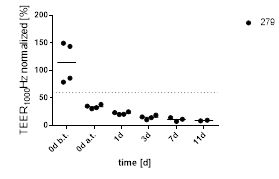 TEER1000Hz normalized [%]
200
150
100
50
0
0d b.t.
0d a.t.
1d
3d
7d
11d
time [d]
279